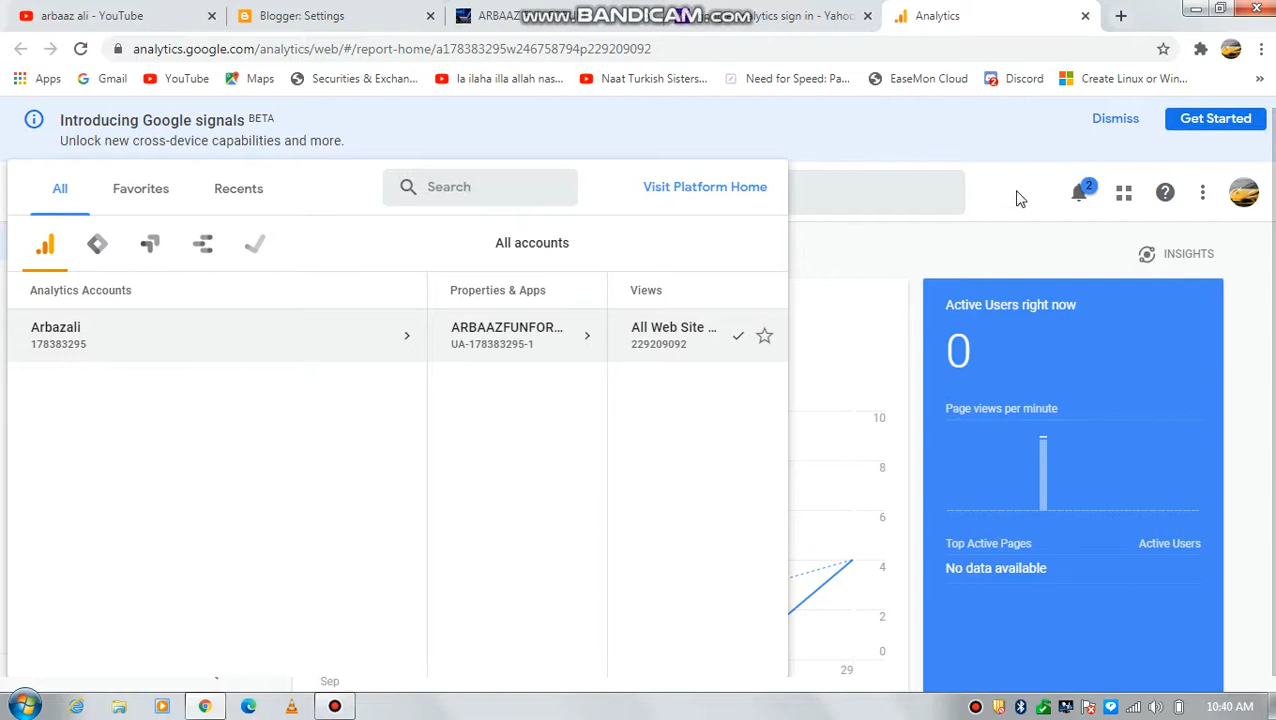 arbaaz ali - YouTube
Blogger: Settings
ARBAAZ
alytics sign in - Yahoo
Analytics
www.BANDICAM.com
analytics.google.com/analytics/web/#/report-home/a178383295w246758794p229209092
Apps
Gmail
YouTube
Maps
Securities & Exchan...
la ilaha illa allah nas...
Naat Turkish Sisters...
Need for Speed: Pa...
EaseMon Cloud
Discord
Create Linux or Win...
»
Introducing Google signals BETA
Unlock new cross-device capabilities and more.
Dismiss
Get Started
All
Favorites
Recents
Search
Visit Platform Home
2
All accounts
INSIGHTS
Analytics Accounts
Properties & Apps
Views
Arbazali
178383295
ARBAAZFUNFOR...
UA-178383295-1
All Web Site ...
229209092
Active Users right now
0
Page views per minute
Top Active Pages
Active Users
No data available
10
8
6
4
2
0
29
Sep
10:40 AM